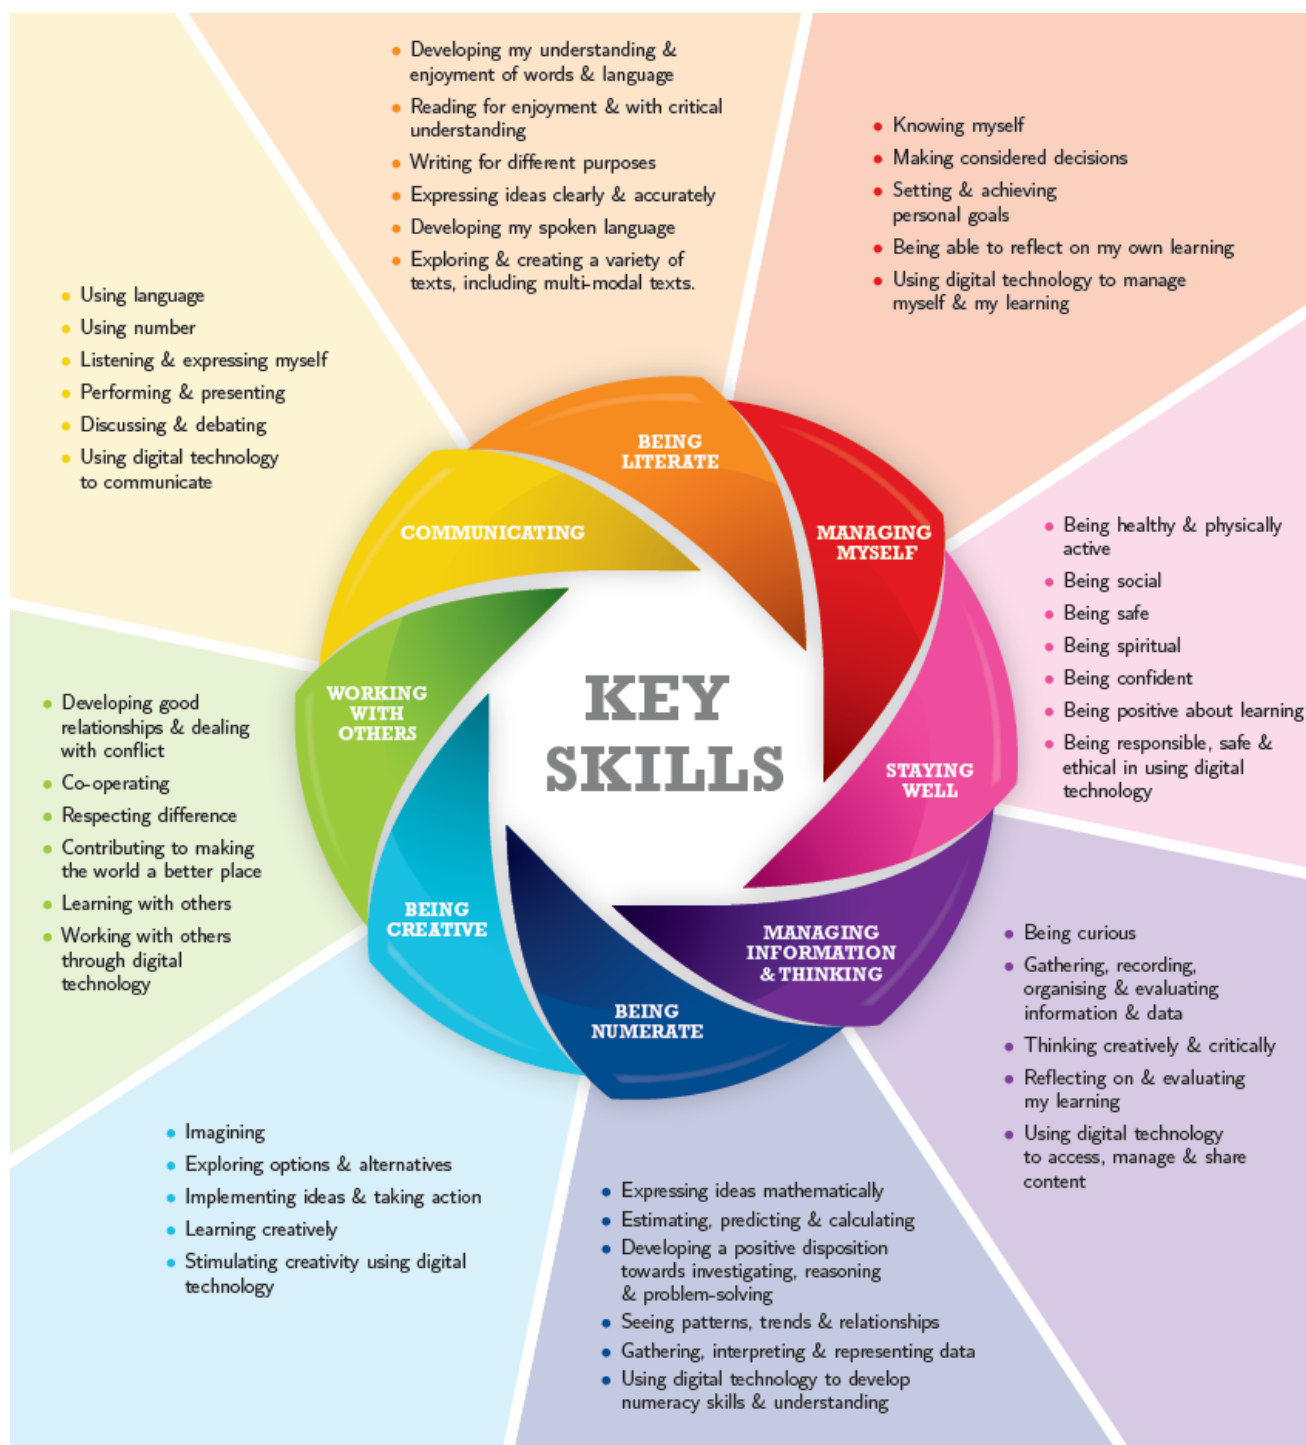 • Developing my understanding &
enjoyment of words & language
• Reading for enjoyment & with critical
understanding
• Writing for different purposes
• Expressing ideas clearly & accurately
• Developing my spoken language
• Exploring & creating a variety of
texts, including multi-modal texts.
• Knowing myself
• Making considered decisions
• Setting & achieving
personal goals
• Being able to reflect on my own learning
• Using digital technology to manage
myself & my learning
• Using language
• Using number
• Listening & expressing myself
• Performing & presenting
• Discussing & debating
• Using digital technology
to communicate
BEING
LITERATE
COMMUNICATING
MANAGING
MYSELF
• Being healthy & physically
active
• Being social
• Being safe
• Being spiritual
• Being confident
• Being positive about learning
• Being responsible, safe &
ethical in using digital
technology
WORKING
WITH
OTHERS
KEY
SKILLS
STAYING
WELL
• Developing good
relationships & dealing
with conflict
• Co-operating
• Respecting difference
• Contributing to making
the world a better place
• Learning with others
• Working with others
through digital
technology
BEING
CREATIVE
MANAGING
INFORMATION
& THINKING
BEING
NUMERATE
• Being curious
• Gathering, recording,
organising & evaluating
information & data
• Thinking creatively & critically
• Reflecting on & evaluating
my learning
• Using digital technology
to access, manage & share
content
• Imagining
• Exploring options & alternatives
• Implementing ideas & taking action
• Learning creatively
• Stimulating creativity using digital
technology
• Expressing ideas mathematically
• Estimating, predicting & calculating
• Developing a positive disposition
towards investigating, reasoning
& problem-solving
• Seeing patterns, trends & relationships
• Gathering, interpreting & representing data
• Using digital technology to develop
numeracy skills & understanding